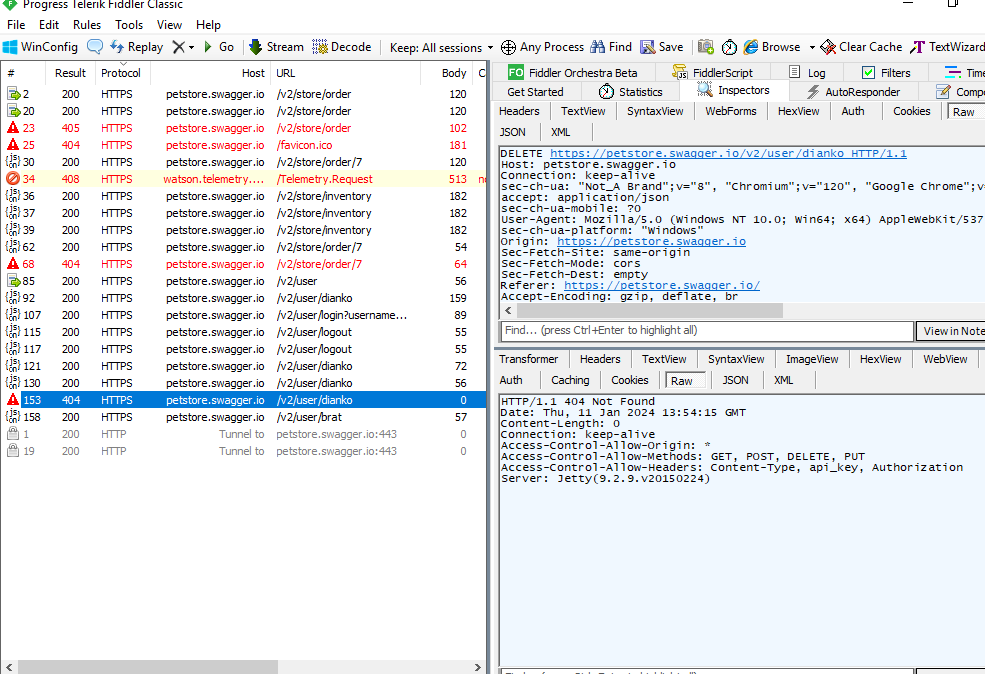 Progress Telerik Fiddler Classic
File Edit Rules Tools View Help
WinConfig Replay Go Stream Decode Keep: All sessions Any Process Find Save Browse Clear Cache TextWizard
# Result Protocol Host URL Body C
2 200 HTTPS petstore.swagger.io /v2/store/order 120
20 200 HTTPS petstore.swagger.io /v2/store/order 120
23 405 HTTPS petstore.swagger.io /v2/store/order 102
25 404 HTTPS petstore.swagger.io /favicon.ico 181
30 200 HTTPS petstore.swagger.io /v2/store/order/7 120
34 408 HTTPS watson.telemetry.... /Telemetry.Request 513 no
36 200 HTTPS petstore.swagger.io /v2/store/inventory 182
37 200 HTTPS petstore.swagger.io /v2/store/inventory 182
39 200 HTTPS petstore.swagger.io /v2/store/inventory 182
62 200 HTTPS petstore.swagger.io /v2/store/order/7 54
68 404 HTTPS petstore.swagger.io /v2/store/order/7 64
85 200 HTTPS petstore.swagger.io /v2/user 56
92 200 HTTPS petstore.swagger.io /v2/user/dianko 159
107 200 HTTPS petstore.swagger.io /v2/user/login?username... 89
115 200 HTTPS petstore.swagger.io /v2/user/logout 55
117 200 HTTPS petstore.swagger.io /v2/user/logout 55
121 200 HTTPS petstore.swagger.io /v2/user/dianko 72
130 200 HTTPS petstore.swagger.io /v2/user/dianko 56
153 404 HTTPS petstore.swagger.io /v2/user/dianko 0
158 200 HTTPS petstore.swagger.io /v2/user/brat 57
1 200 HTTP Tunnel to petstore.swagger.io:443 0
19 200 HTTP Tunnel to petstore.swagger.io:443 0
FO Fiddler Orchestra Beta FiddlerScript Log Filters Time
Get Started Statistics Inspectors AutoResponder Compo
Headers TextView SyntaxView WebForms HexView Auth Cookies Raw
JSON XML
DELETE https://petstore.swagger.io/v2/user/dianko HTTP/1.1
Host: petstore.swagger.io
Connection: keep-alive
sec-ch-ua: "Not_A Brand";v="8", "Chromium";v="120", "Google Chrome";v=
accept: application/json
sec-ch-ua-mobile: ?0
User-Agent: Mozilla/5.0 (Windows NT 10.0; Win64; x64) AppleWebKit/537
sec-ch-ua-platform: "Windows"
Origin: https://petstore.swagger.io
Sec-Fetch-Site: same-origin
Sec-Fetch-Mode: cors
Sec-Fetch-Dest: empty
Referer: https://petstore.swagger.io/
Accept-Encoding: gzip, deflate, br
Find... (press Ctrl+Enter to highlight all) View in Note
Transformer Headers TextView SyntaxView ImageView HexView WebView
Auth Caching Cookies Raw JSON XML
HTTP/1.1 404 Not Found
Date: Thu, 11 Jan 2024 13:54:15 GMT
Content-Length: 0
Connection: keep-alive
Access-Control-Allow-Origin: *
Access-Control-Allow-Methods: GET, POST, DELETE, PUT
Access-Control-Allow-Headers: Content-Type, api_key, Authorization
Server: Jetty(9.2.9.v20150224)